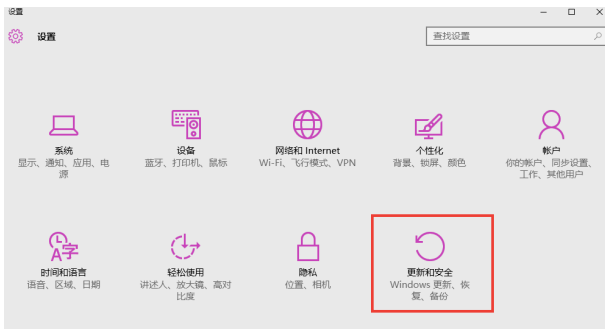 设置
设置
查找设置
系统
显示、通知、应用、电
源
设备
蓝牙、打印机、鼠标
网络和 Internet
Wi-Fi、飞行模式、VPN
个性化
背景、锁屏、颜色
帐户
你的帐户、同步设置、
工作、其他用户
字
时间和语言
语音、区域、日期
轻松使用
讲述人、放大镜、高对
比度
隐私
位置、相机
更新和安全
Windows 更新、恢
复、备份